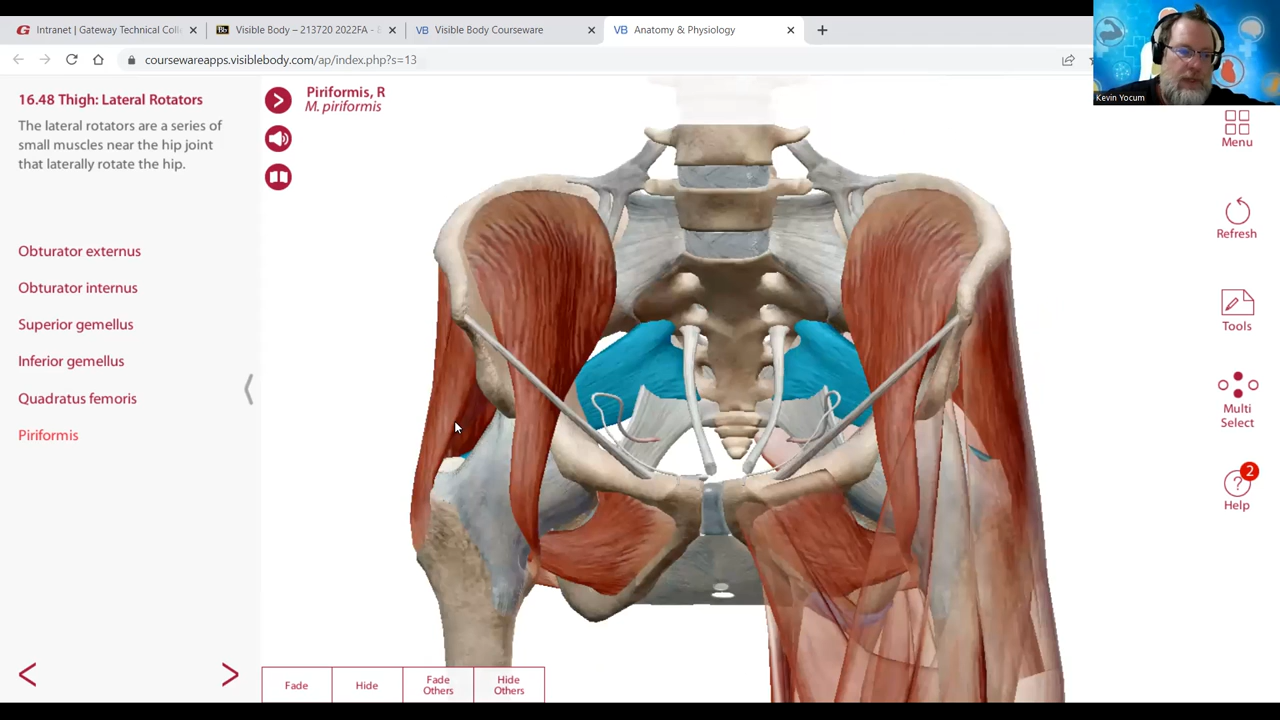 Intranet | Gateway Technical Coll
Bb
Visible Body – 213720 2022FA -
VB
Visible Body Courseware
VB
Anatomy & Physiology
coursewareapps.visiblebody.com/ap/index.php?s=13
Kevin Yocum
16.48 Thigh: Lateral Rotators
The lateral rotators are a series of
small muscles near the hip joint
that laterally rotate the hip.
Obturator externus
Obturator internus
Superior gemellus
Inferior gemellus
Quadratus femoris
Piriformis
Piriformis, R
M. piriformis
Menu
Refresh
Tools
Multi
Select
2
Help
Fade
Hide
Fade
Others
Hide
Others